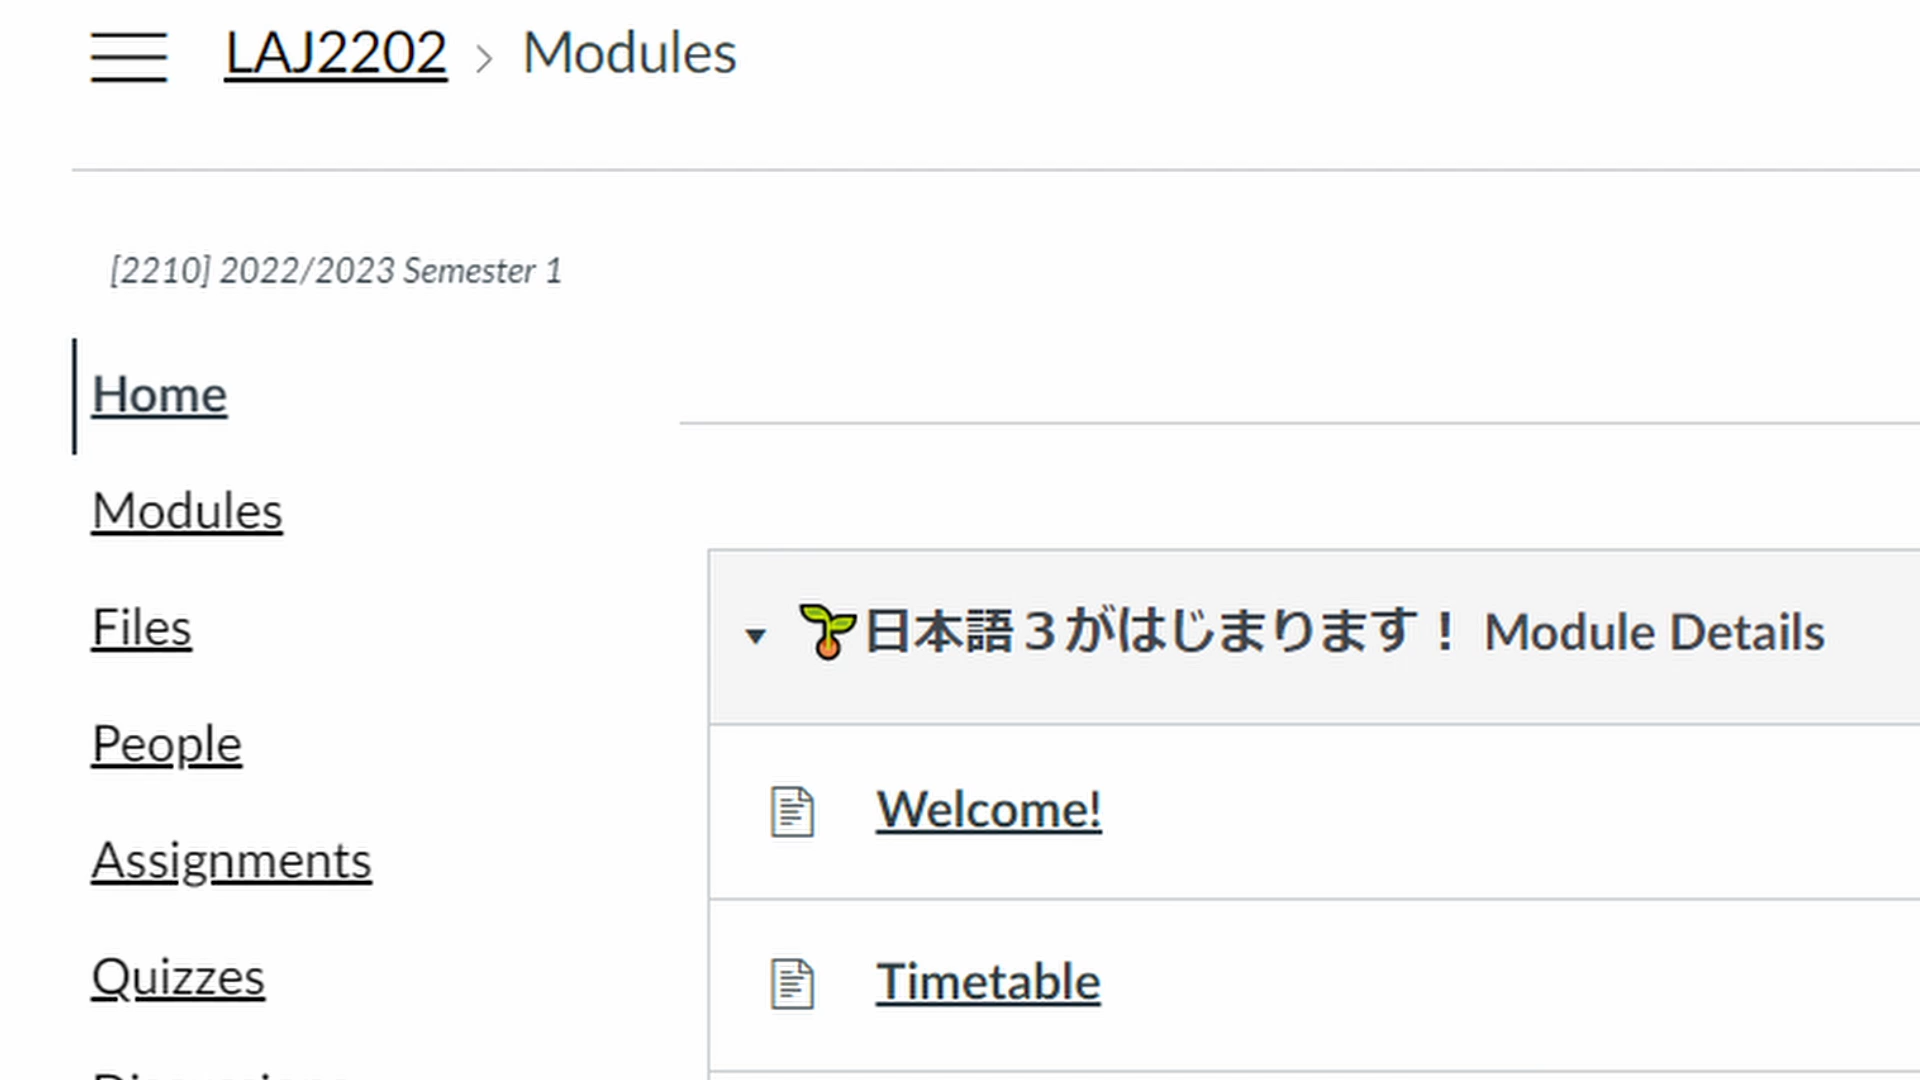 LAJ2202 > Modules
[2210] 2022/2023 Semester 1
Home
Modules
Files
People
Assignments
Quizzes
🌱日本語３がはじまります！ Module Details
Welcome!
Timetable